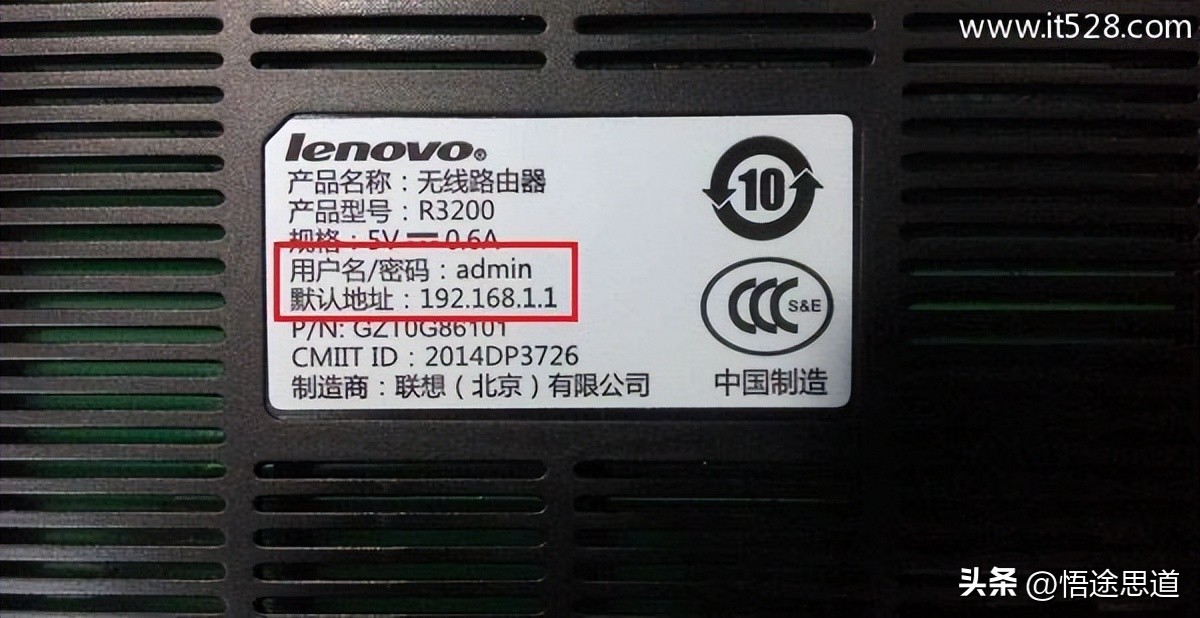 www.it528.com
lenovo®
产品名称：无线路由器
产品型号：R3200
规格：5V ⎓ 0.6A
用户名/密码：admin
默认地址：192.168.1.1
P/N: GZT0G86101
CMIIT ID：2014DP3726
制造商：联想（北京）有限公司
10
CCC S&E
中国制造
头条 @悟途思道